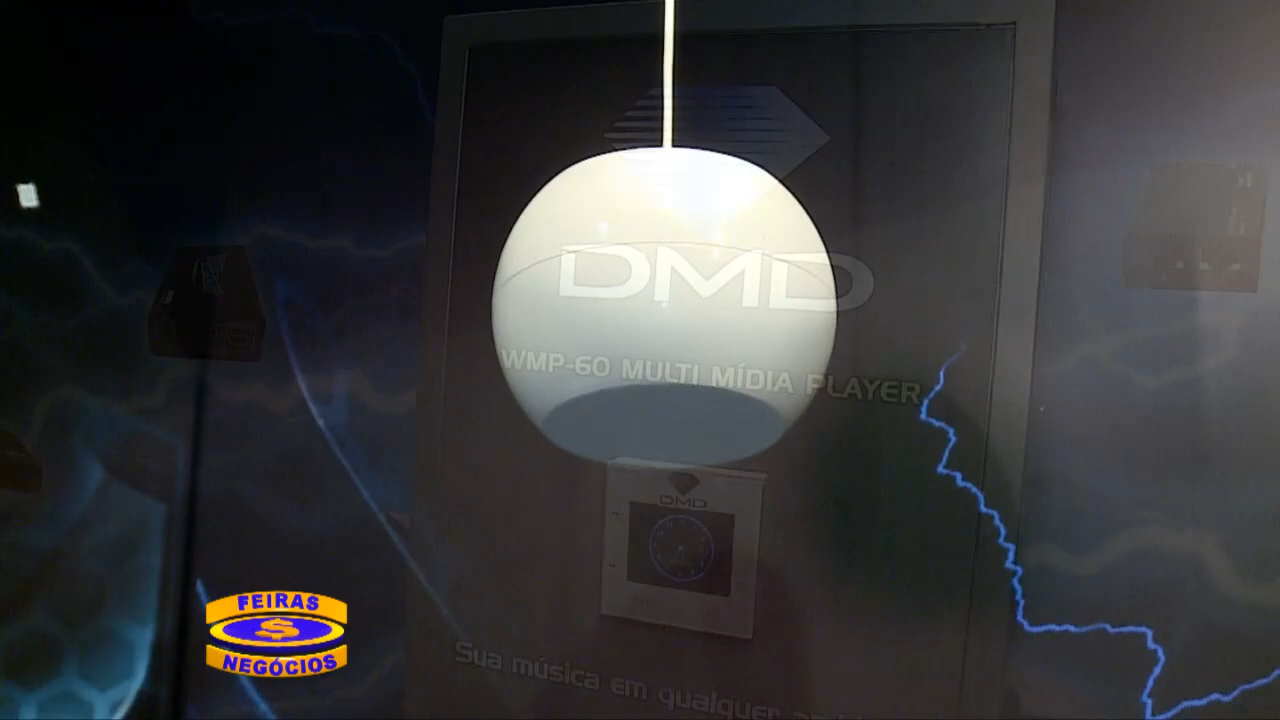 DMD
WMP-60 MULTI MÍDIA PLAYER
DMD
Sua música em qualquer
FEIRAS
$
NEGÓCIOS